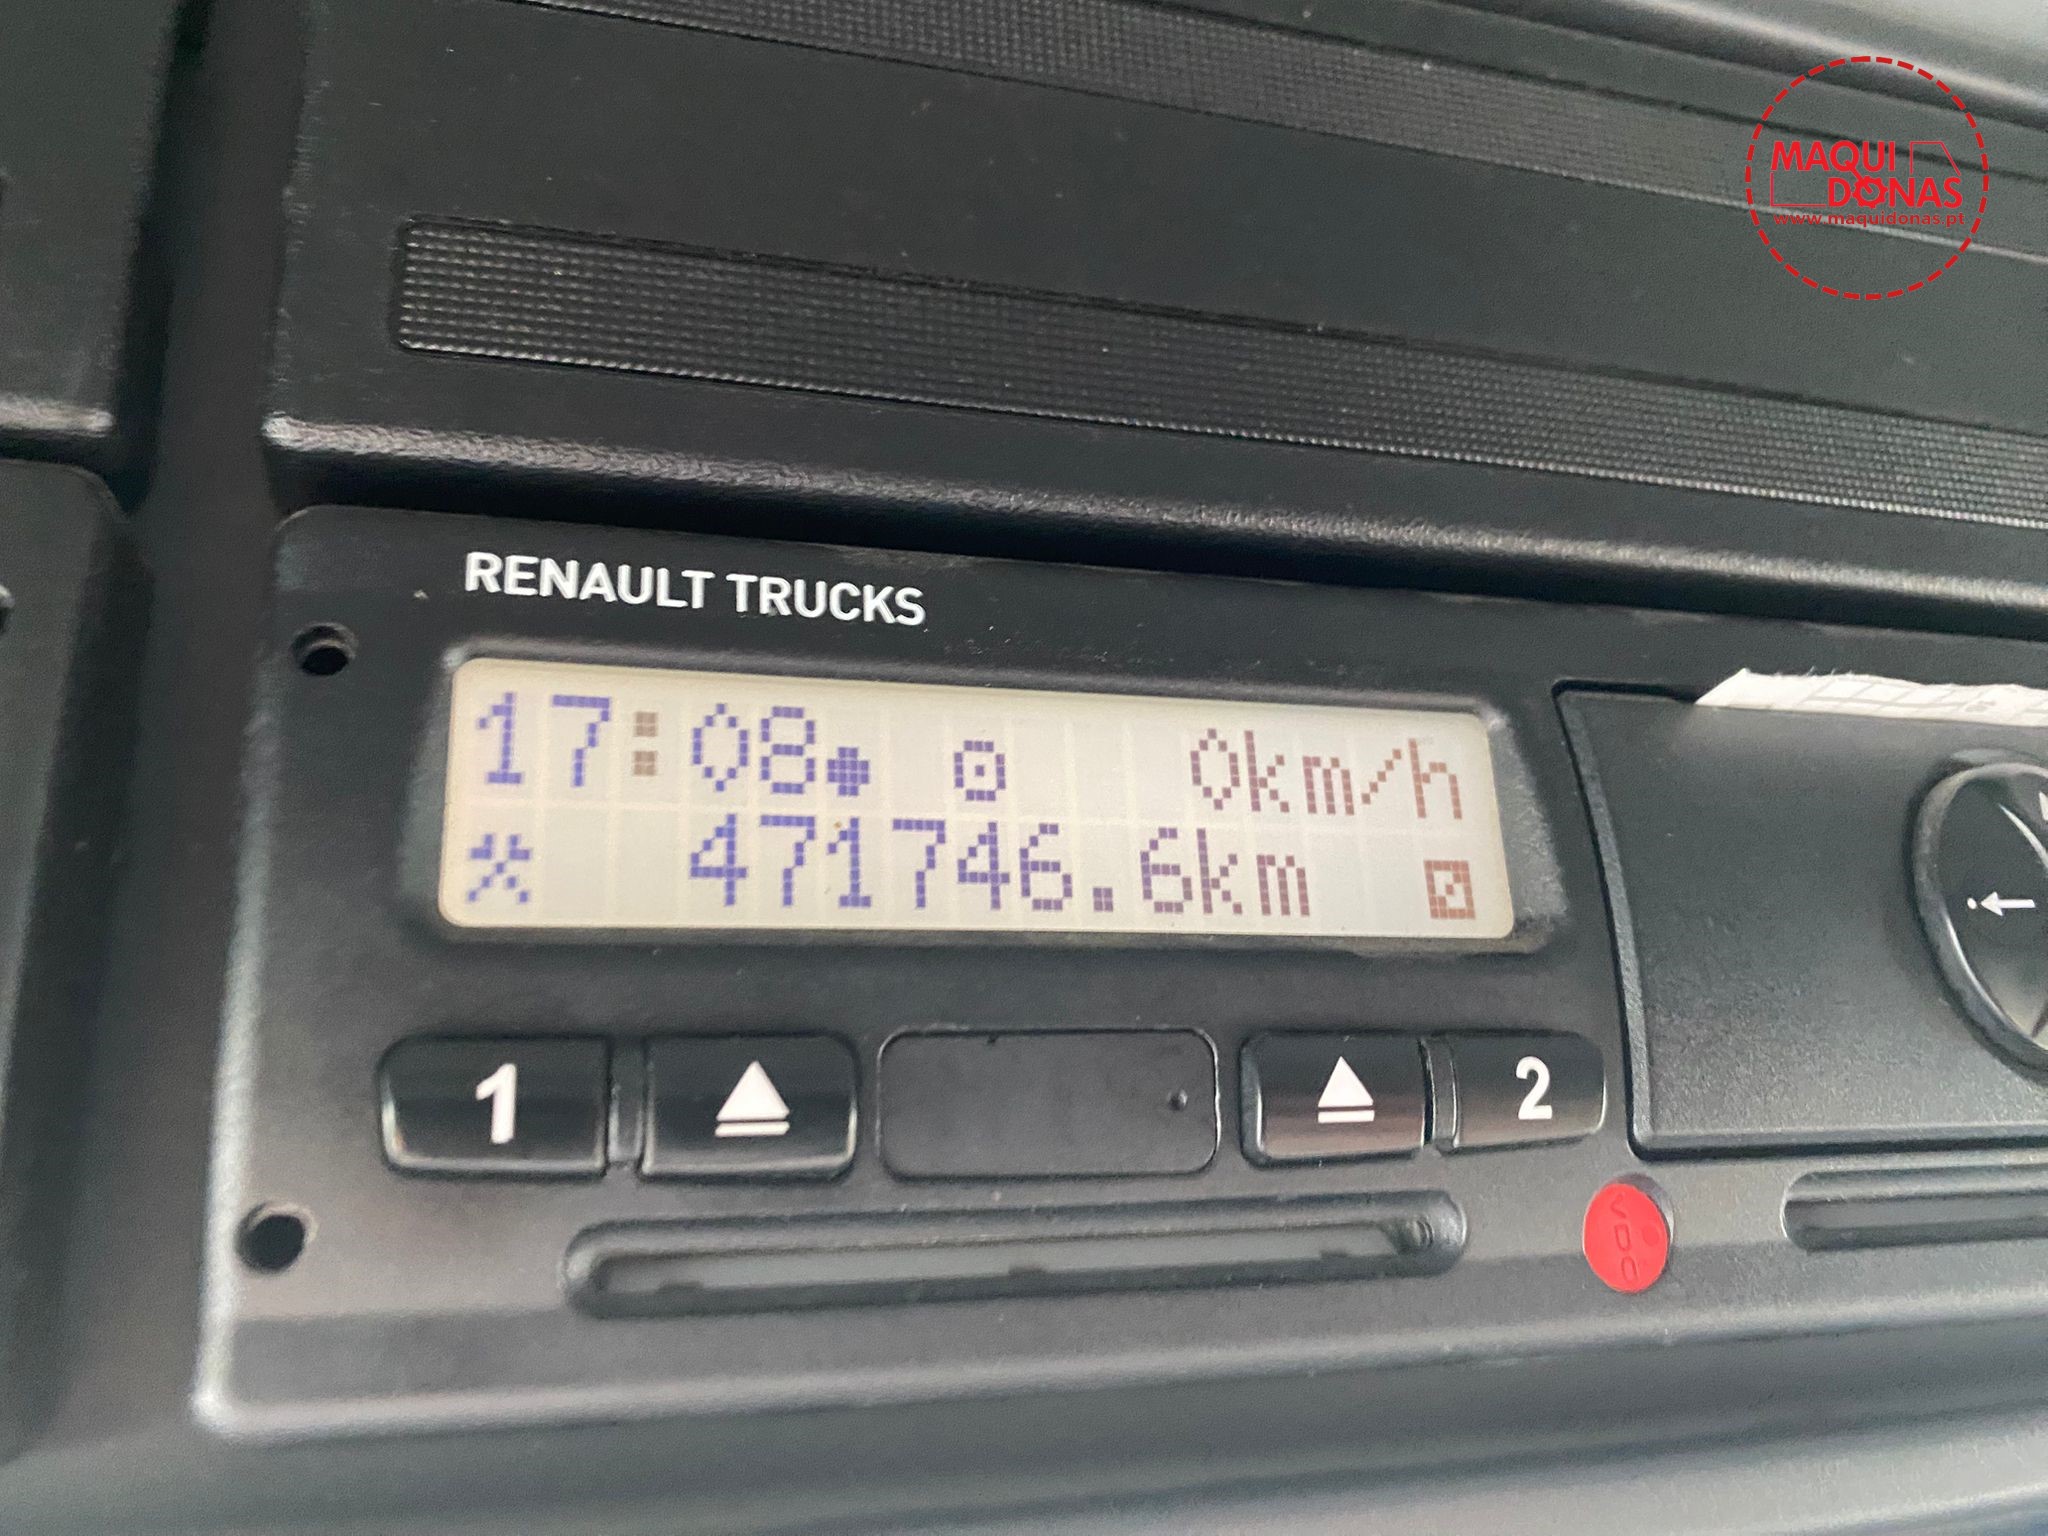 MAQUI
DONAS
www.maquidonas.pt
RENAULT TRUCKS
17:08 0km/h
471746.6km
1 2
VDO